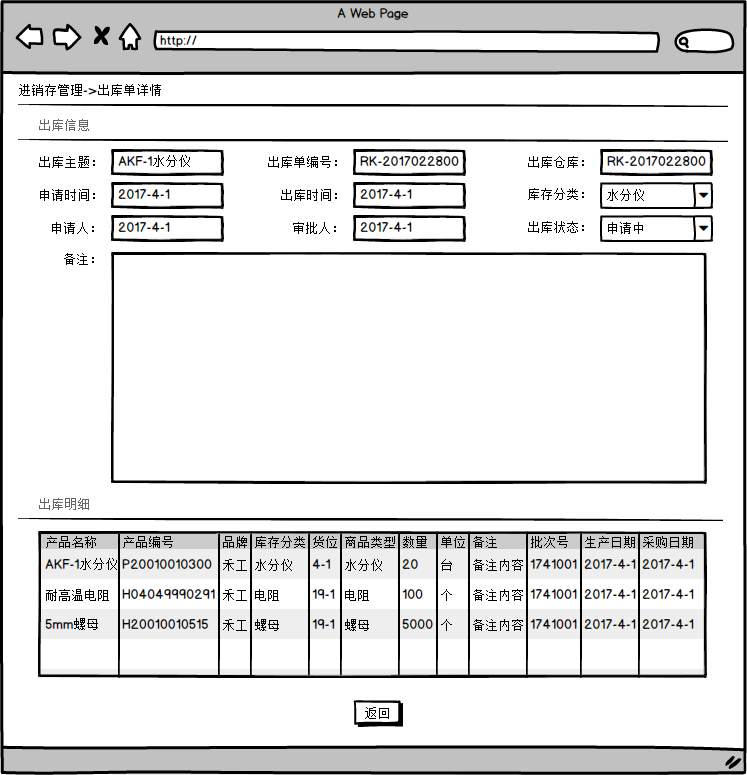 A Web Page
http://
进销存管理->出库单详情
出库信息
出库主题： AKF-1水分仪 出库单编号： RK-2017022800 出库仓库： RK-2017022800
申请时间： 2017-4-1 出库时间： 2017-4-1 库存分类： 水分仪
申请人： 2017-4-1 审批人： 2017-4-1 出库状态： 申请中
备注：
出库明细
产品名称 产品编号 品牌 库存分类 货位 商品类型 数量 单位 备注 批次号 生产日期 采购日期
AKF-1水分仪 P20010010300 禾工 水分仪 4-1 水分仪 20 台 备注内容 1741001 2017-4-1 2017-4-1
耐高温电阻 H04049990291 禾工 电阻 19-1 电阻 100 个 备注内容 1741001 2017-4-1 2017-4-1
5mm螺母 H20010010515 禾工 螺母 19-1 螺母 5000 个 备注内容 1741001 2017-4-1 2017-4-1
返回